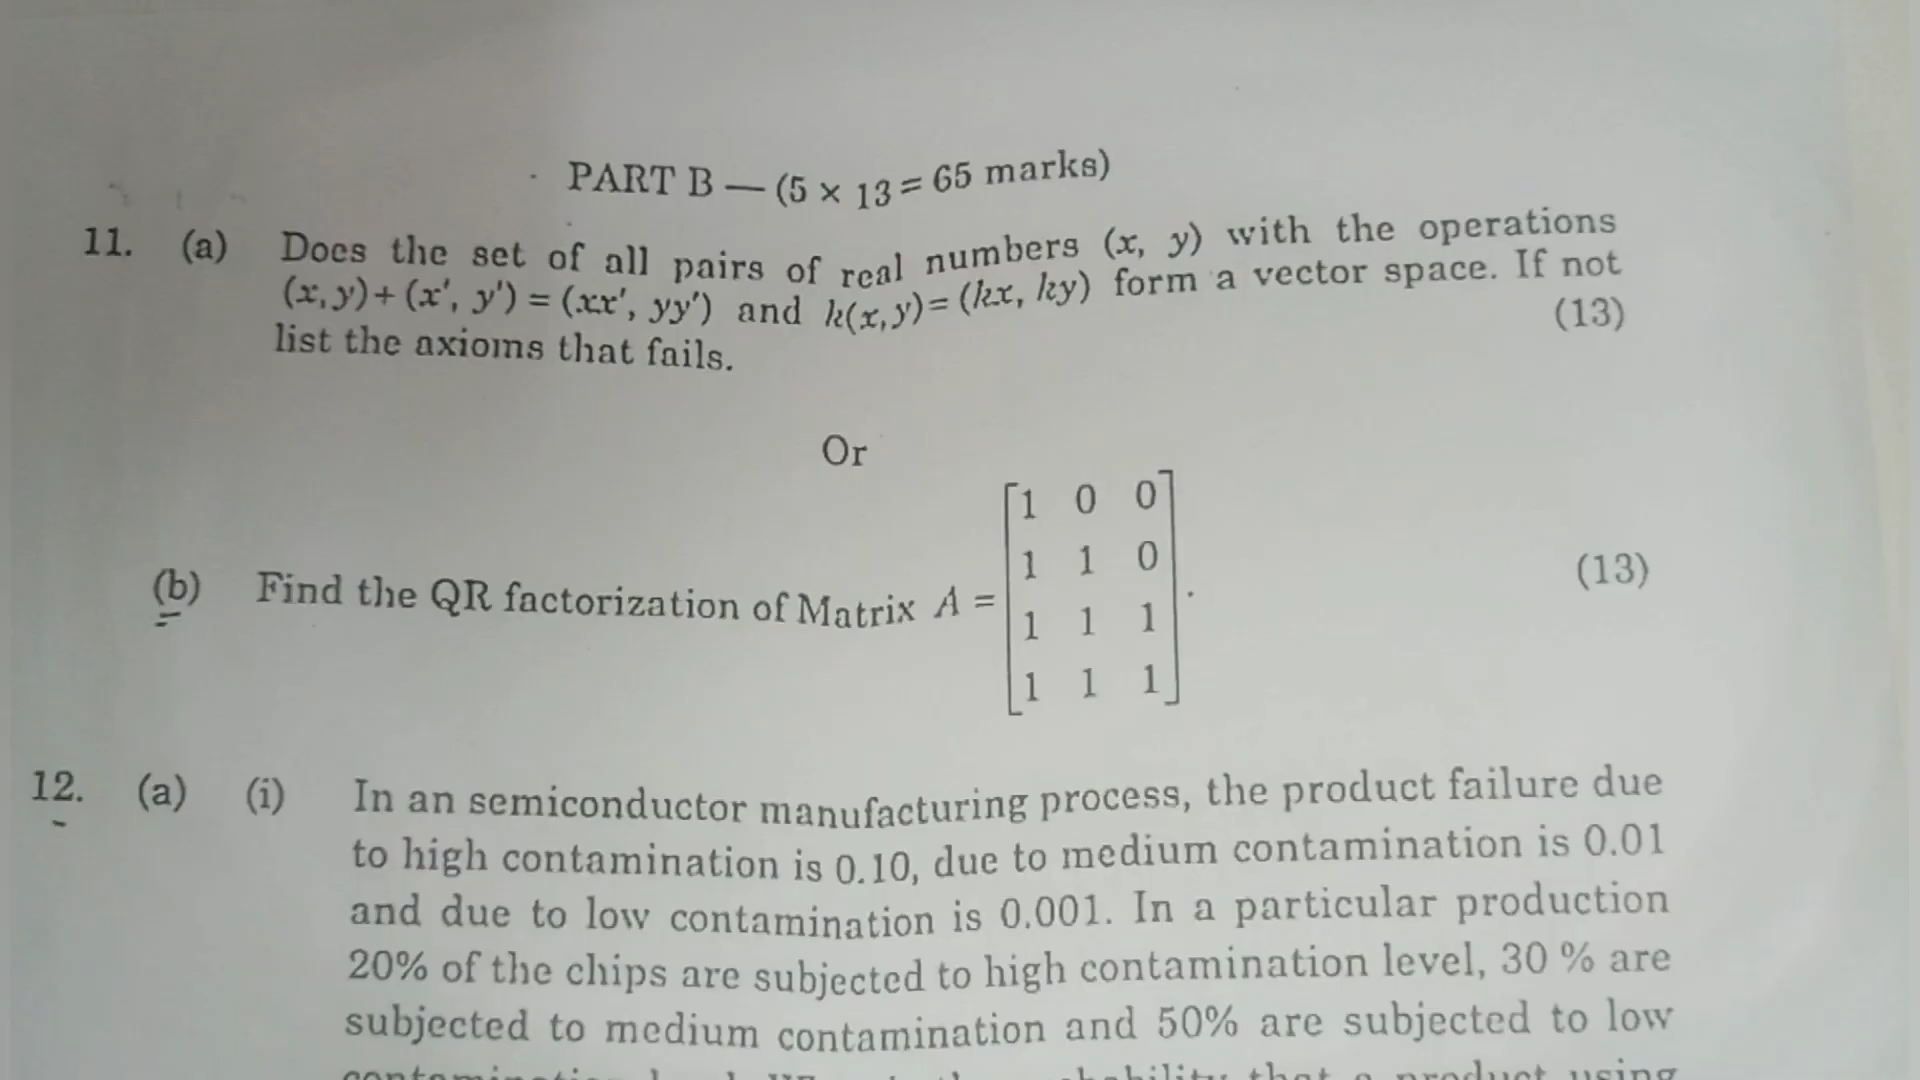 PART B — (5 × 13 = 65 marks)
11. (a) Does the set of all pairs of real numbers (x, y) with the operations
(x, y) + (x', y') = (xx', yy') and k(x, y) = (kx, ky) form a vector space. If not
list the axioms that fails. (13)
Or
(b) Find the QR factorization of Matrix A = [1 0 0
1 1 0
1 1 1
1 1 1]. (13)
12. (a) (i) In an semiconductor manufacturing process, the product failure due
to high contamination is 0.10, due to medium contamination is 0.01
and due to low contamination is 0.001. In a particular production
20% of the chips are subjected to high contamination level, 30 % are
subjected to medium contamination and 50% are subjected to low
that a product using